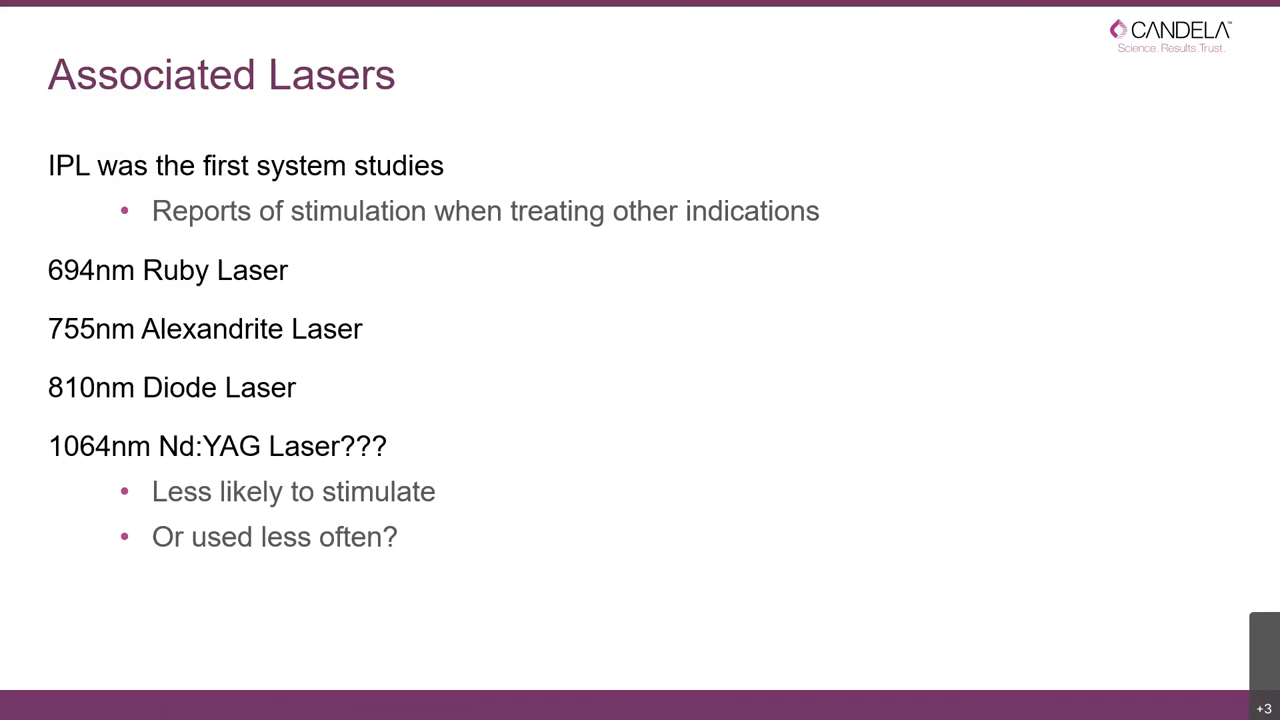 CANDELA™
Science. Results. Trust.
Associated Lasers
IPL was the first system studies
• Reports of stimulation when treating other indications
694nm Ruby Laser
755nm Alexandrite Laser
810nm Diode Laser
1064nm Nd:YAG Laser???
• Less likely to stimulate
• Or used less often?
+3